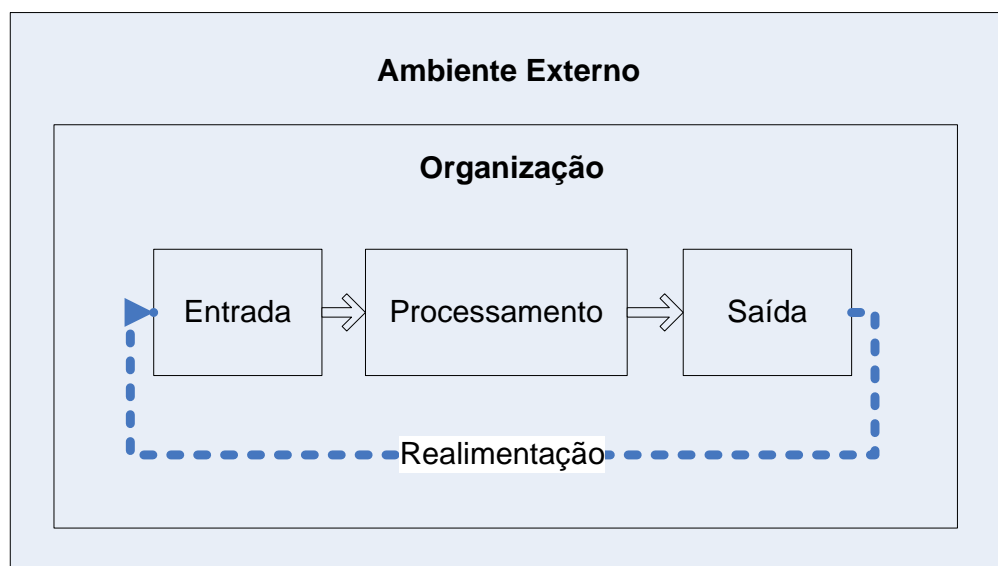 Ambiente Externo
Organização
Entrada
Processamento
Saída
Realimentação